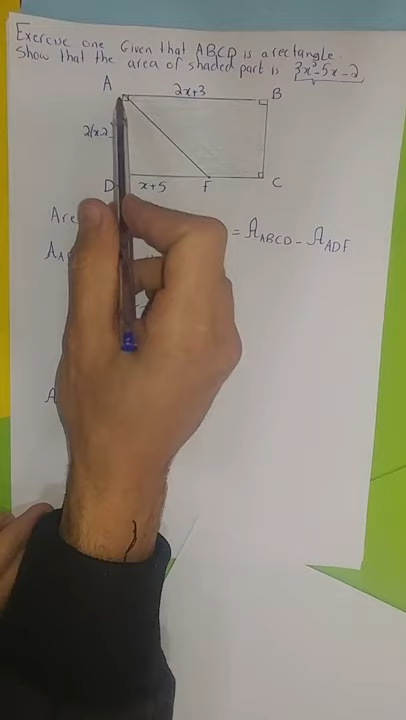 Exercise one Given that ABCD is a rectangle.
Show that the area of shaded part is 3x²-5x-2
A 2x+3 B
2(x-2)
D x+5 F C
Are = A_ABCD - A_ADF
A
A